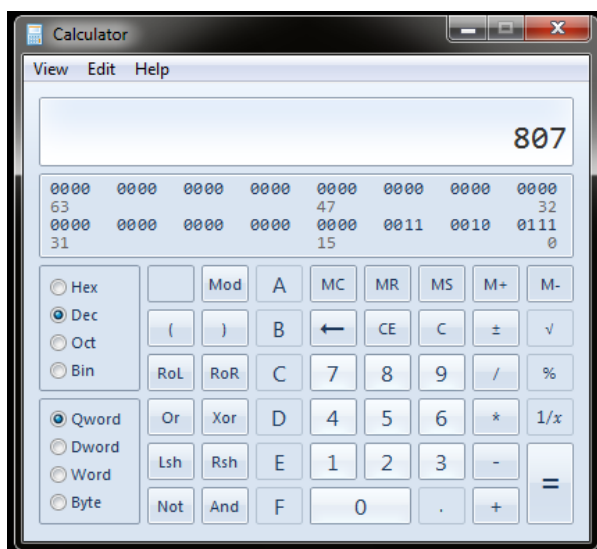 Calculator
View Edit Help
807
0000 0000 0000 0000 0000 0000 0000 0000
63 47 32
0000 0000 0000 0000 0000 0011 0010 0111
31 15 0
Hex
Dec
Oct
Bin
Qword
Dword
Word
Byte
Mod A MC MR MS M+ M-
( ) B ← CE C ± √
RoL RoR C 7 8 9 / %
Or Xor D 4 5 6 * 1/x
Lsh Rsh E 1 2 3 - =
Not And F 0 . +